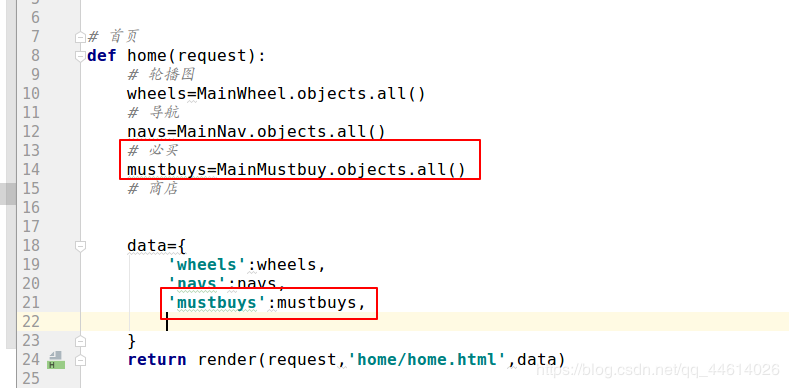 5
6
7 # 首页
8 def home(request):
9 # 轮播图
10 wheels=MainWheel.objects.all()
11 # 导航
12 navs=MainNav.objects.all()
13 # 必买
14 mustbuys=MainMustbuy.objects.all()
15 # 商店
16
17
18 data={
19 'wheels':wheels,
20 'navs':navs,
21 'mustbuys':mustbuys,
22
23 }
24 return render(request,'home/home.html',data)
25
H
https://blog.csdn.net/qq_44614026